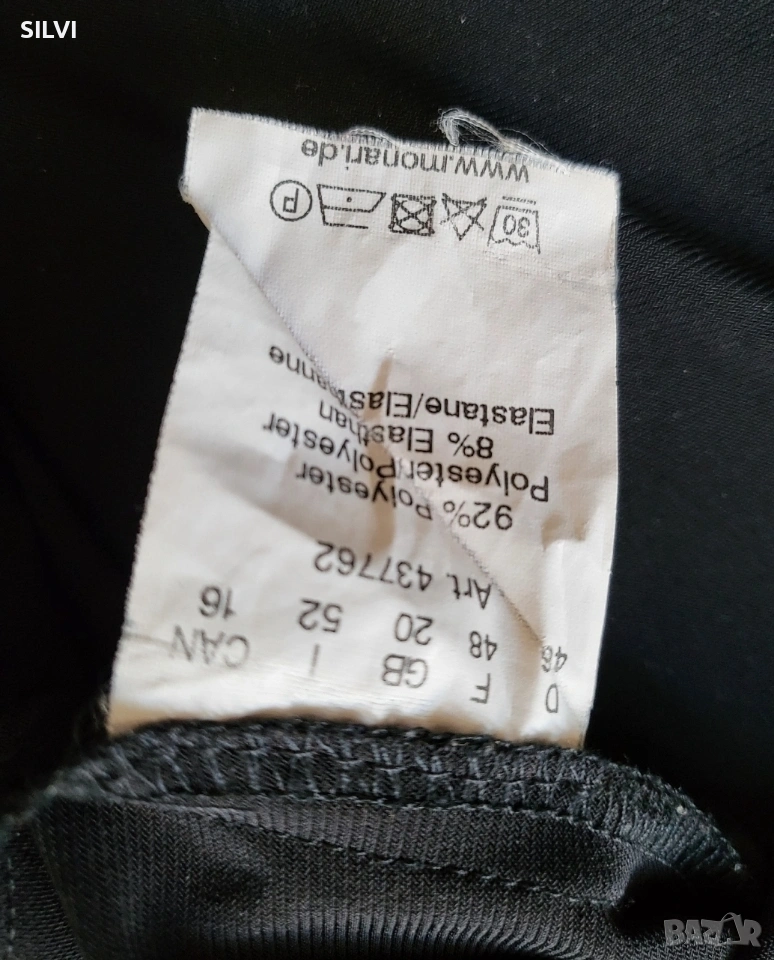 SILVI
D F GB I CAN
46 48 20 52 16
Art. 437762
92% Polyester
Polyester/Polyester
8% Elasthan
Elastane/Elasthanne
30 P
www.monari.de
BAZAR